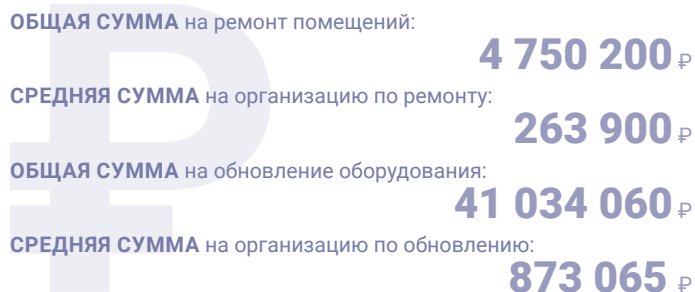 ОБЩАЯ СУММА на ремонт помещений:
4 750 200 ₽
СРЕДНЯЯ СУММА на организацию по ремонту:
263 900 ₽
ОБЩАЯ СУММА на обновление оборудования:
41 034 060 ₽
СРЕДНЯЯ СУММА на организацию по обновлению:
873 065 ₽